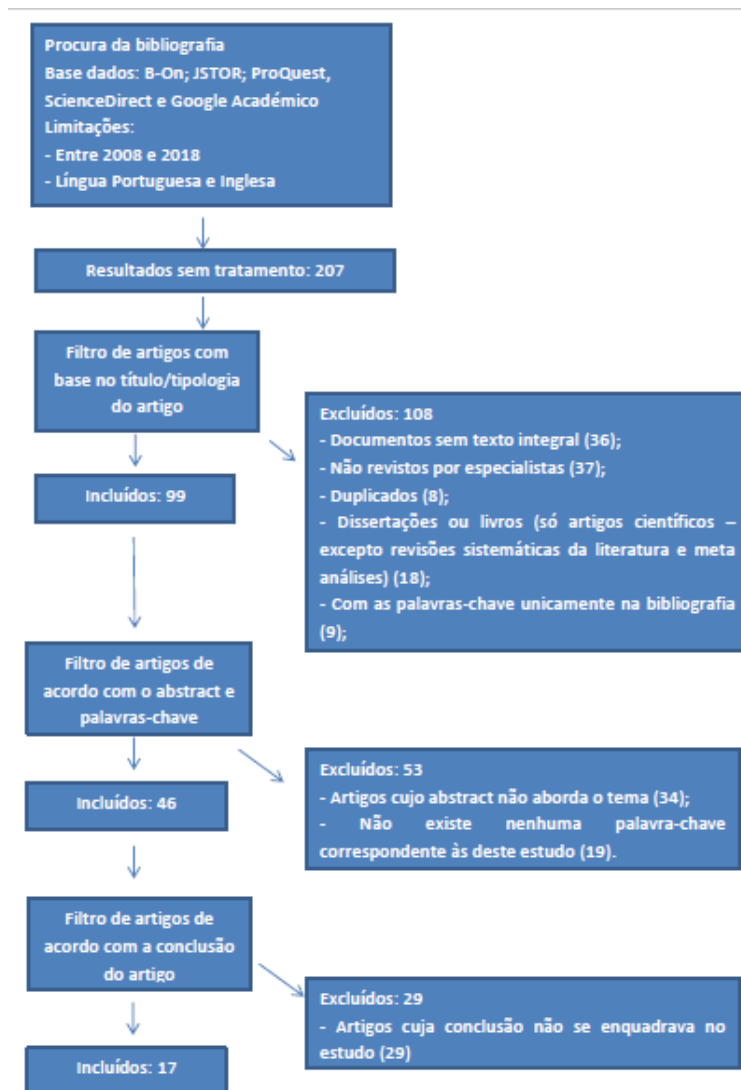 Procura da bibliografia
Base dados: B-On; JSTOR; ProQuest,
ScienceDirect e Google Académico
Limitações:
- Entre 2008 e 2018
- Língua Portuguesa e Inglesa
Resultados sem tratamento: 207
Filtro de artigos com
base no título/tipologia
do artigo
Excluídos: 108
- Documentos sem texto integral (36);
- Não revistos por especialistas (37);
- Duplicados (8);
- Dissertações ou livros (só artigos científicos –
excepto revisões sistemáticas da literatura e meta
análises) (18);
- Com as palavras-chave unicamente na bibliografia
(9);
Incluídos: 99
Filtro de artigos de
acordo com o abstract e
palavras-chave
Excluídos: 53
- Artigos cujo abstract não aborda o tema (34);
- Não existe nenhuma palavra-chave
correspondente às deste estudo (19).
Incluídos: 46
Filtro de artigos de
acordo com a conclusão
do artigo
Excluídos: 29
- Artigos cuja conclusão não se enquadrava no
estudo (29)
Incluídos: 17